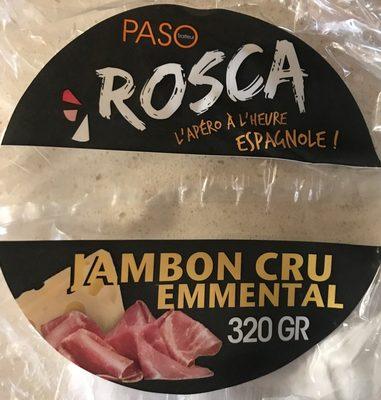 PASO
traiteur
ROSCA
L'APÉRO À L'HEURE
ESPAGNOLE !
JAMBON CRU
EMMENTAL
320 GR